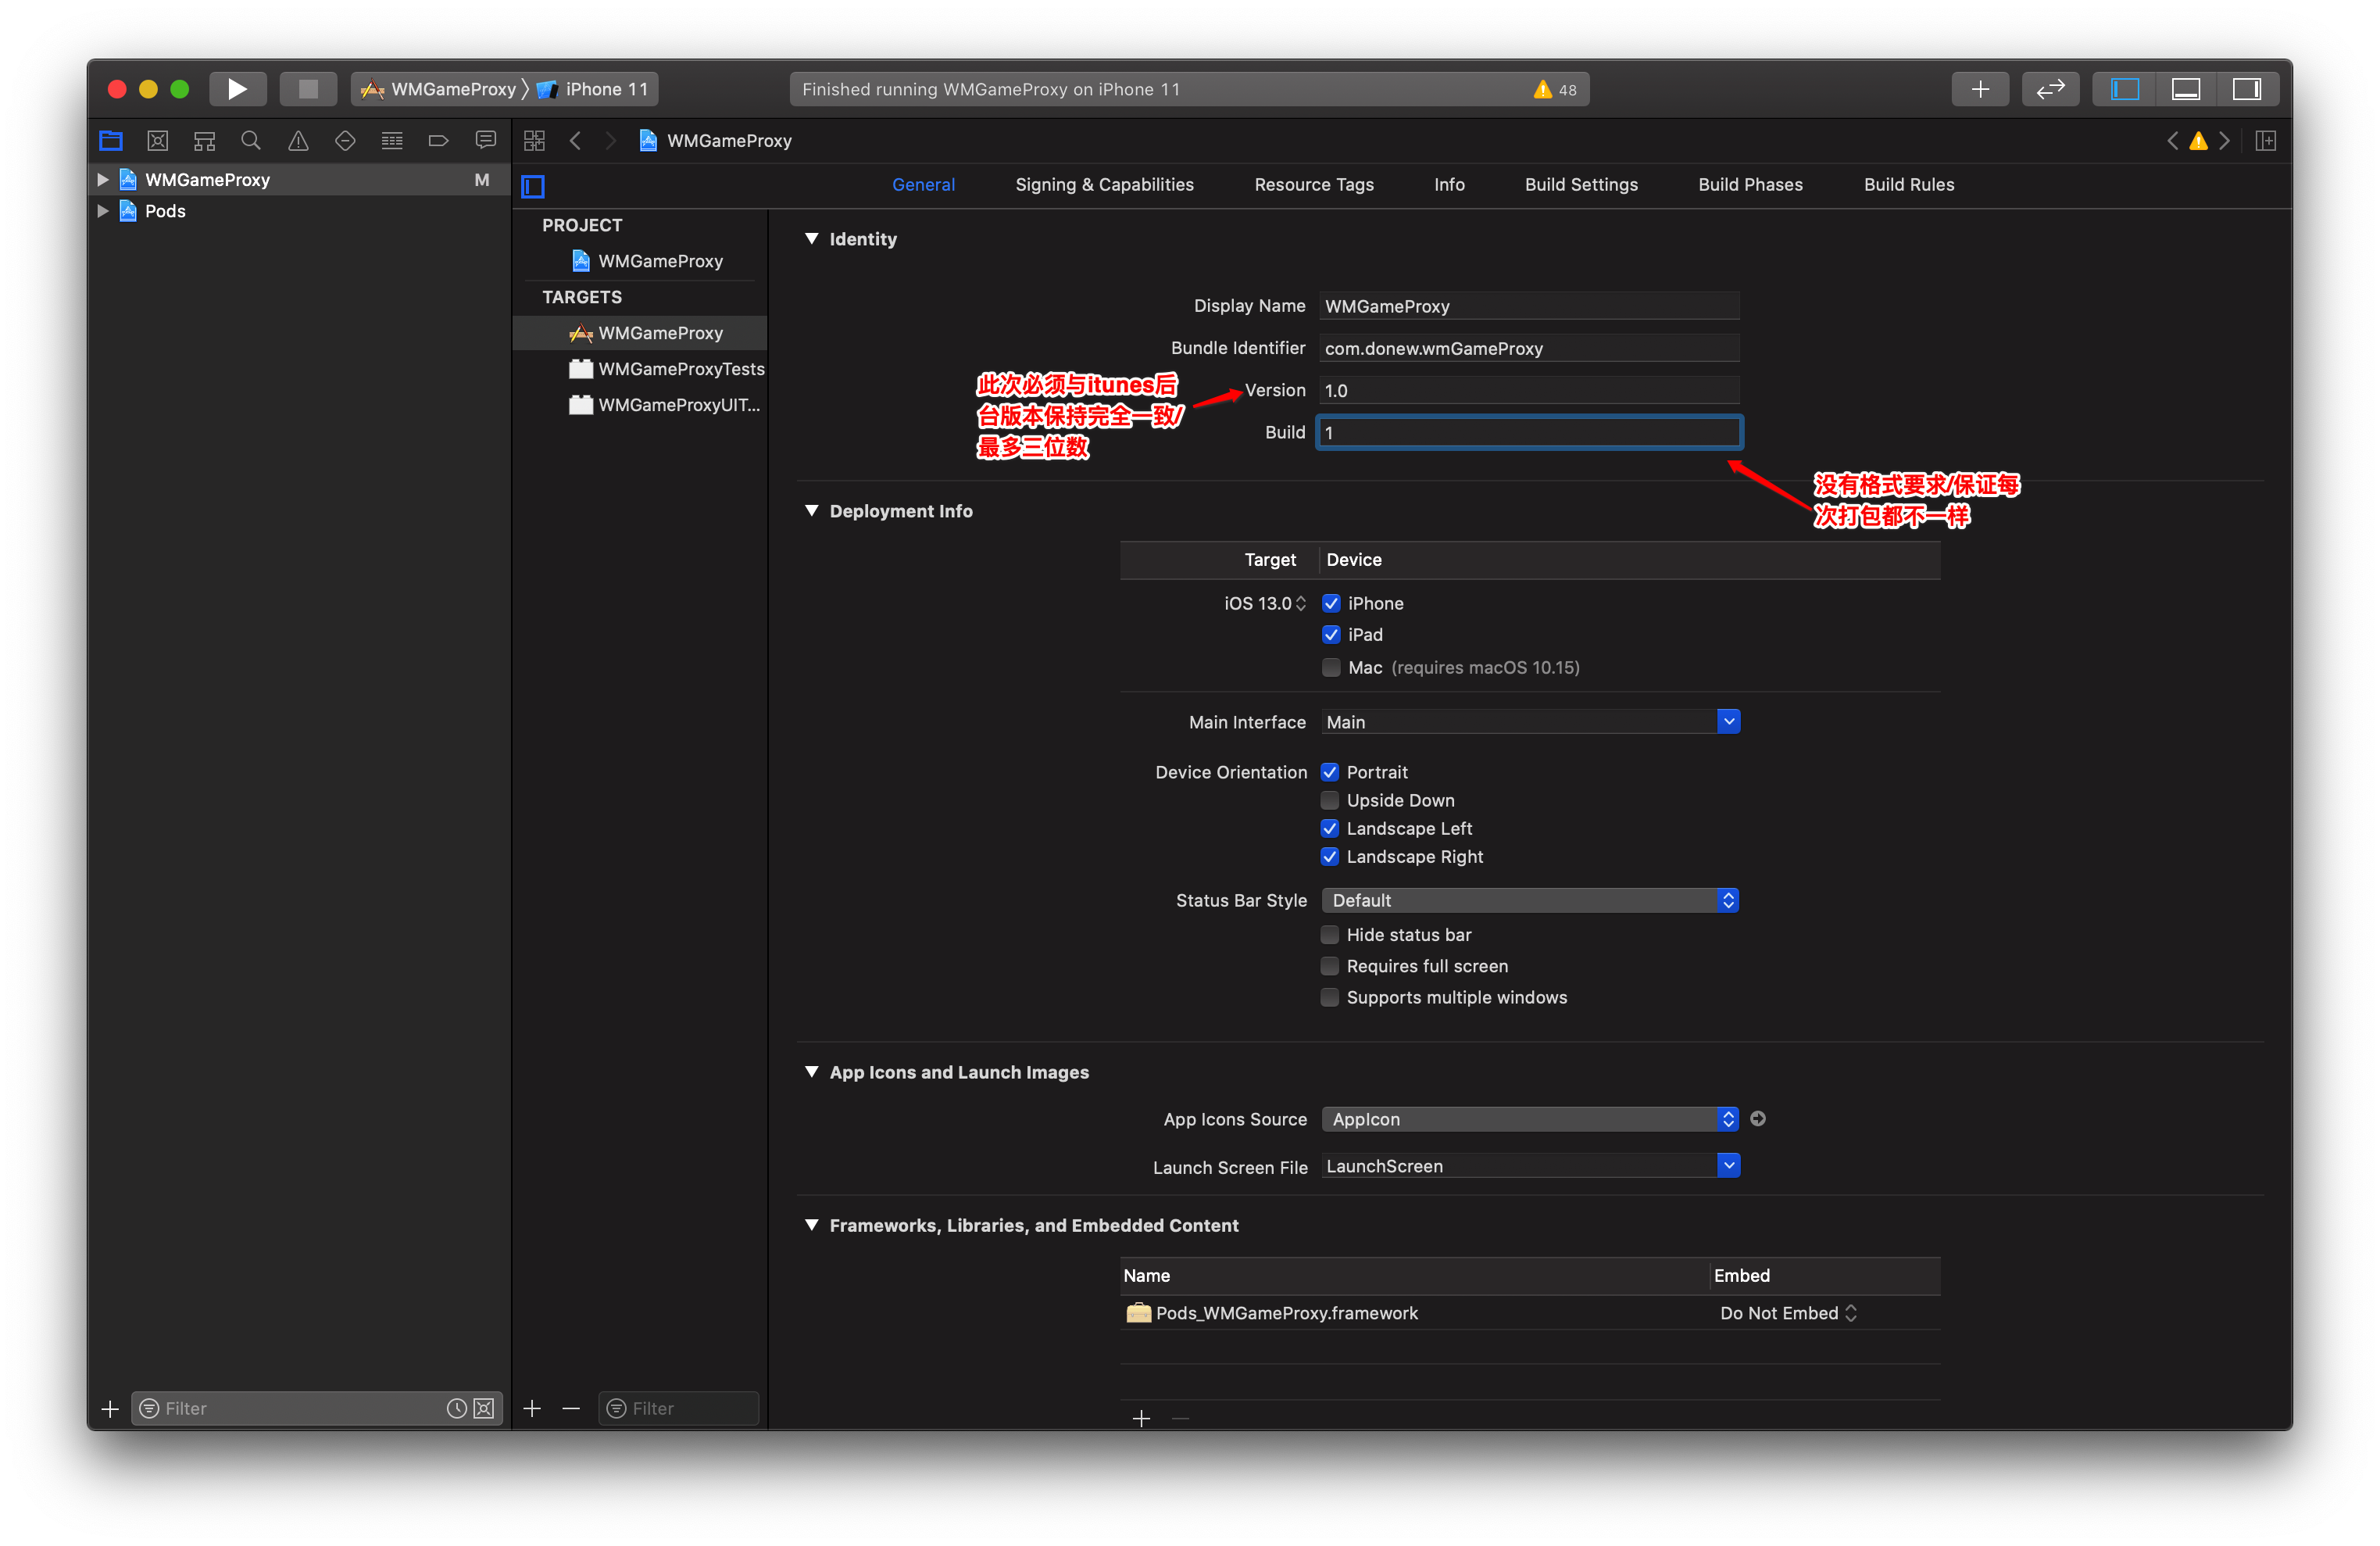 WMGameProxy 〉 iPhone 11
Finished running WMGameProxy on iPhone 11
48
WMGameProxy
WMGameProxy
M
Pods
General
Signing & Capabilities
Resource Tags
Info
Build Settings
Build Phases
Build Rules
PROJECT
WMGameProxy
TARGETS
WMGameProxy
WMGameProxyTests
WMGameProxyUIT...
Identity
Display Name
WMGameProxy
Bundle Identifier
com.donew.wmGameProxy
此次必须与itunes后
台版本保持完全一致/
最多三位数
Version
1.0
Build
1
没有格式要求/保证每
次打包都不一样
Deployment Info
Target
Device
iOS 13.0
iPhone
iPad
Mac (requires macOS 10.15)
Main Interface
Main
Device Orientation
Portrait
Upside Down
Landscape Left
Landscape Right
Status Bar Style
Default
Hide status bar
Requires full screen
Supports multiple windows
App Icons and Launch Images
App Icons Source
AppIcon
Launch Screen File
LaunchScreen
Frameworks, Libraries, and Embedded Content
Name
Embed
Pods_WMGameProxy.framework
Do Not Embed
Filter
Filter